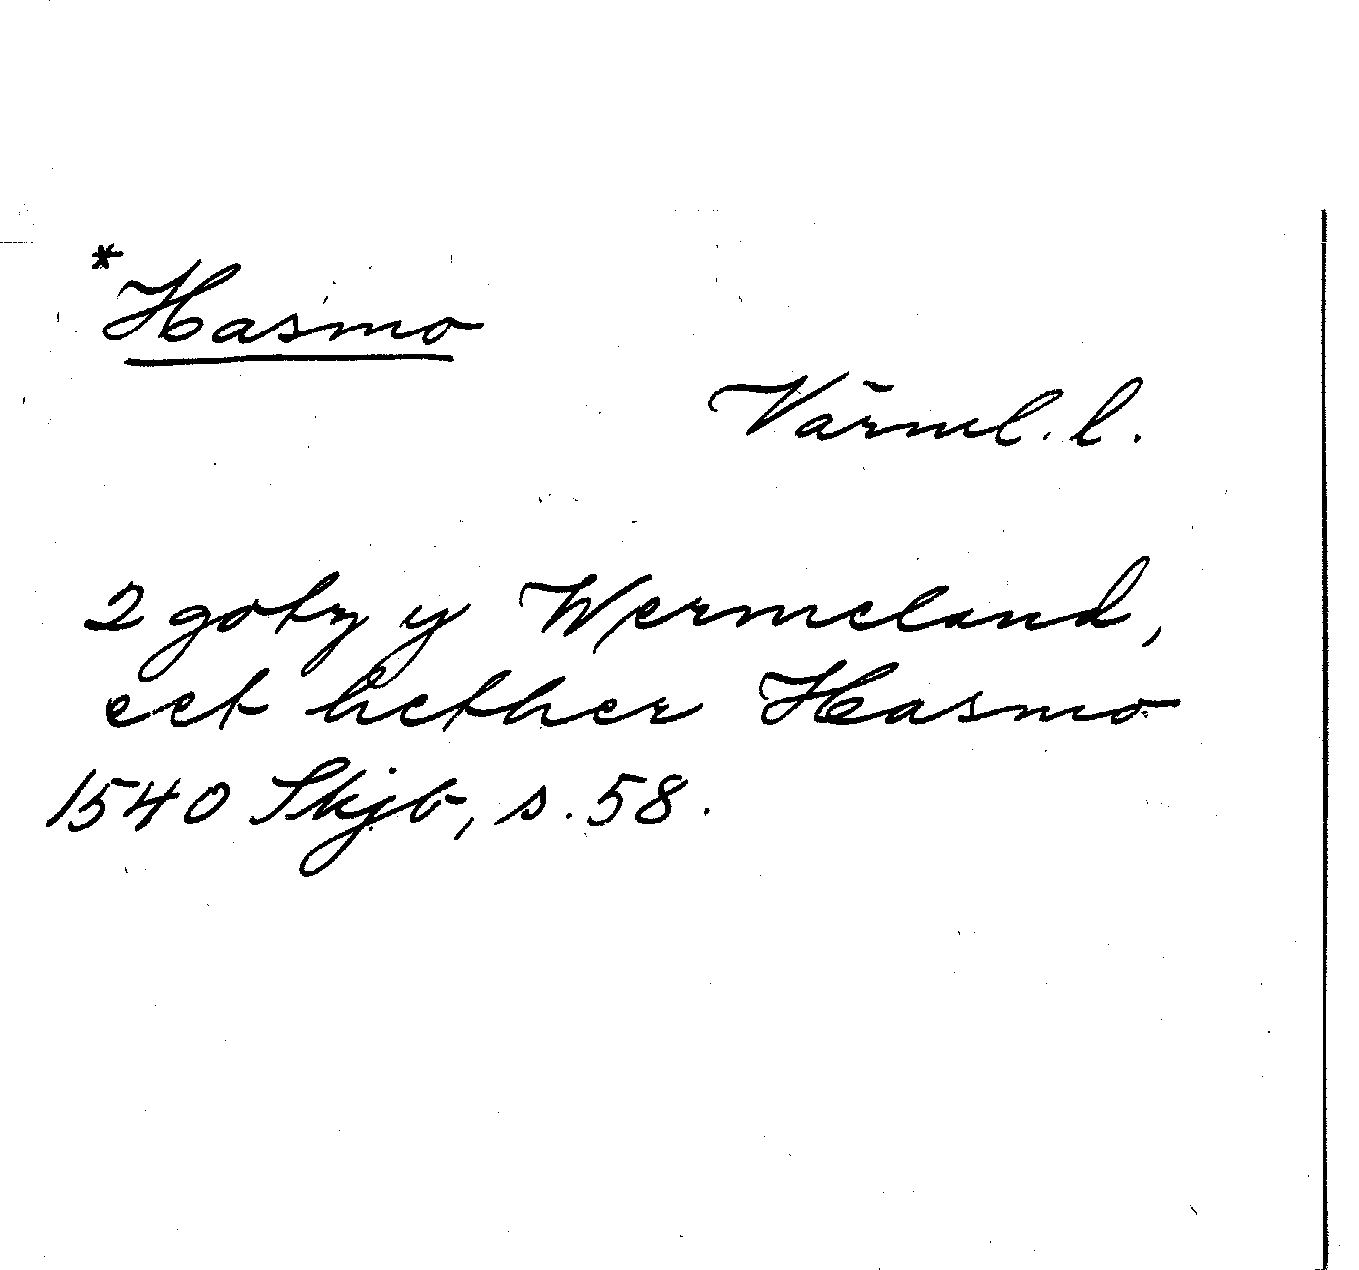 *Hasmo
Värml. l.
2 gotz y Wermeland,
eet hether Hasmo
1540 Skjb, s. 58.